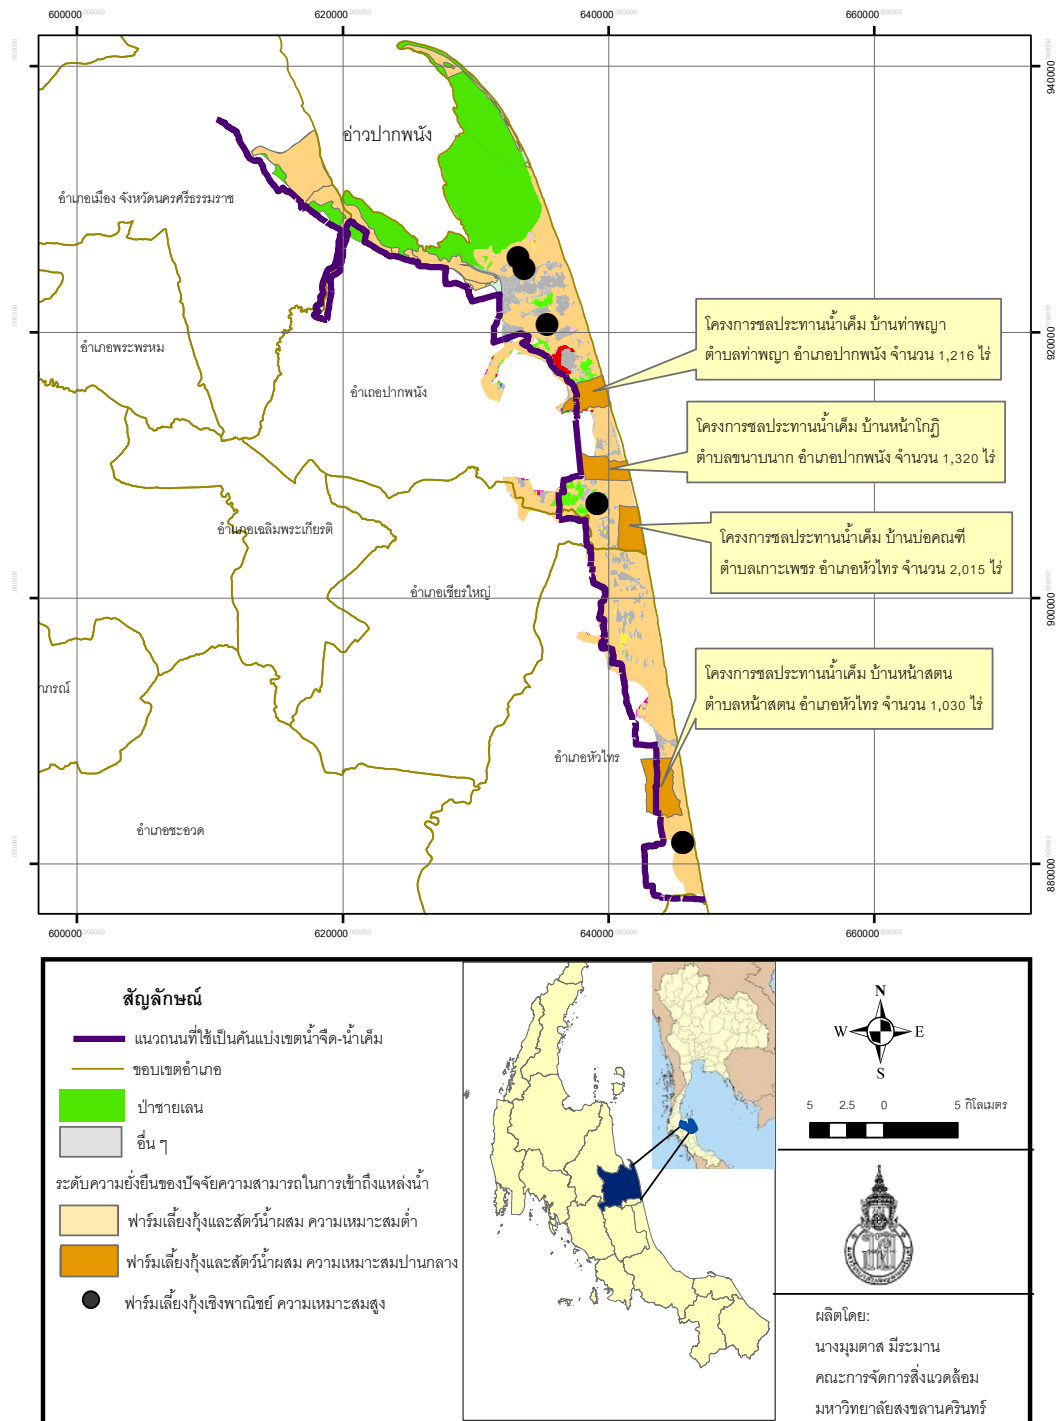 600000 620000 640000 660000
940000
อ่าวปากพนัง
อำเภอเมือง จังหวัดนครศรีธรรมราช
โครงการชลประทานน้ำเค็ม บ้านท่าพญา
ตำบลท่าพญา อำเภอปากพนัง จำนวน 1,216 ไร่
920000
อำเภอพระพรหม
อำเภอปากพนัง
โครงการชลประทานน้ำเค็ม บ้านหน้าโกฏิ
ตำบลขนาบนาก อำเภอปากพนัง จำนวน 1,320 ไร่
อำเภอเฉลิมพระเกียรติ
โครงการชลประทานน้ำเค็ม บ้านบ่อคณฑี
ตำบลเกาะเพชร อำเภอหัวไทร จำนวน 2,015 ไร่
อำเภอเชียรใหญ่
900000
าภรณ์
โครงการชลประทานน้ำเค็ม บ้านหน้าสตน
ตำบลหน้าสตน อำเภอหัวไทร จำนวน 1,030 ไร่
อำเภอหัวไทร
อำเภอชะอวด
880000
600000 620000 640000 660000
สัญลักษณ์
แนวถนนที่ใช้เป็นคันแบ่งเขตน้ำจืด-น้ำเค็ม
ขอบเขตอำเภอ
ป่าชายเลน
อื่น ๆ
ระดับความยั่งยืนของปัจจัยความสามารถในการเข้าถึงแหล่งน้ำ
ฟาร์มเลี้ยงกุ้งและสัตว์น้ำผสม ความเหมาะสมต่ำ
ฟาร์มเลี้ยงกุ้งและสัตว์น้ำผสม ความเหมาะสมปานกลาง
ฟาร์มเลี้ยงกุ้งเชิงพาณิชย์ ความเหมาะสมสูง
N
W E
S
5 2.5 0 5 กิโลเมตร
ผลิตโดย:
นางมุมตาส มีระมาน
คณะการจัดการสิ่งแวดล้อม
มหาวิทยาลัยสงขลานครินทร์